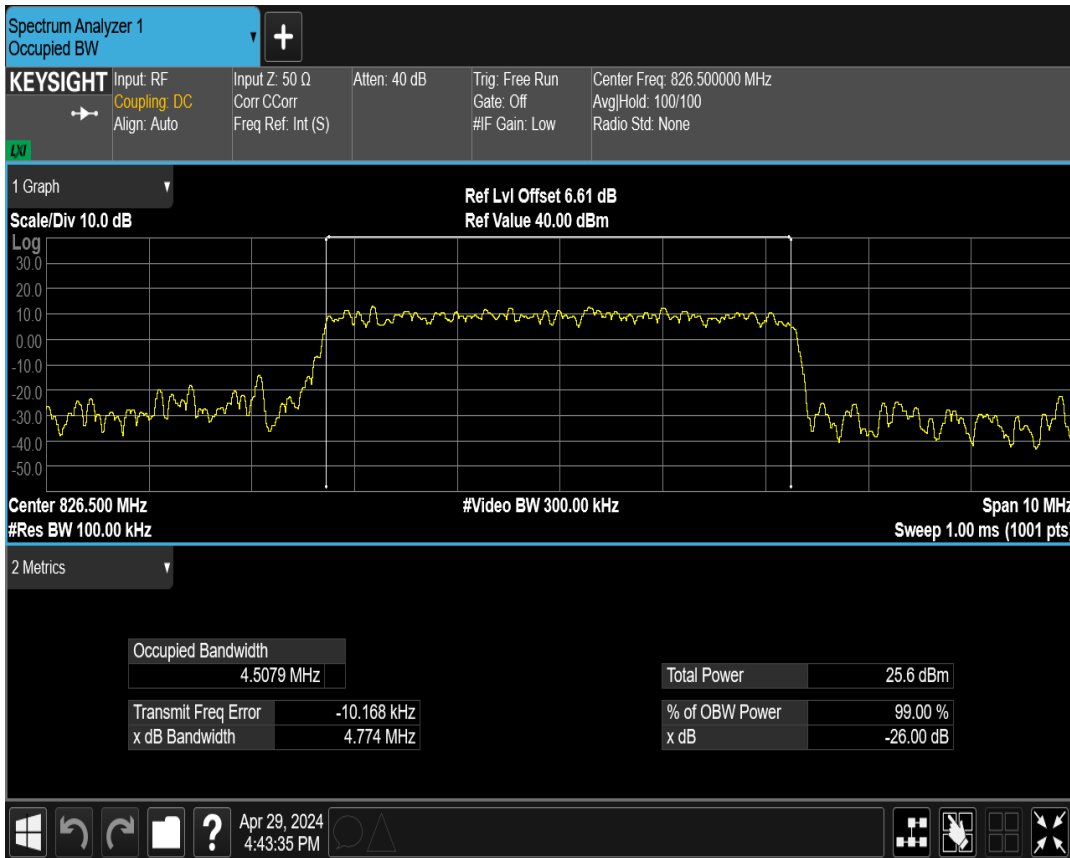 Spectrum Analyzer 1
Occupied BW
+
KEYSIGHT
LXI
Input: RF
Coupling: DC
Align: Auto
Input Z: 50 Ω
Corr CCorr
Freq Ref: Int (S)
Atten: 40 dB
Trig: Free Run
Gate: Off
#IF Gain: Low
Center Freq: 826.500000 MHz
Avg|Hold: 100/100
Radio Std: None
1 Graph
Scale/Div 10.0 dB
Ref Lvl Offset 6.61 dB
Ref Value 40.00 dBm
Log
30.0
20.0
10.0
0.00
-10.0
-20.0
-30.0
-40.0
-50.0
Center 826.500 MHz
#Res BW 100.00 kHz
#Video BW 300.00 kHz
Span 10 MHz
Sweep 1.00 ms (1001 pts)
2 Metrics
Occupied Bandwidth
4.5079 MHz
Transmit Freq Error -10.168 kHz
x dB Bandwidth 4.774 MHz
Total Power 25.6 dBm
% of OBW Power 99.00 %
x dB -26.00 dB
?
Apr 29, 2024
4:43:35 PM